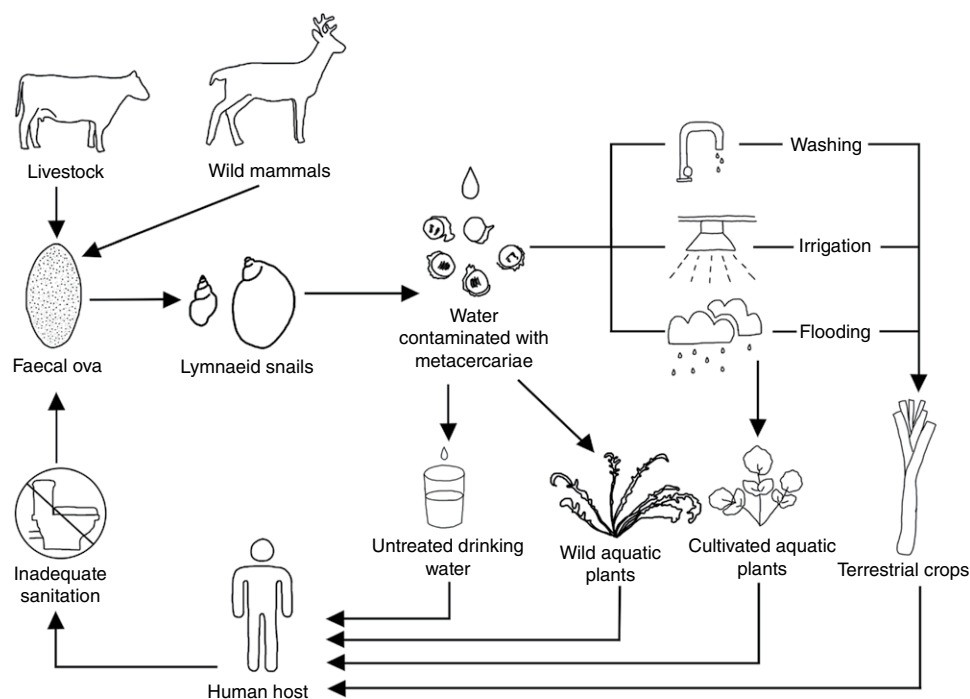 Livestock
Wild mammals
Washing
Irrigation
Flooding
Faecal ova
Lymnaeid snails
Water
contaminated with
metacercariae
Untreated drinking
water
Wild aquatic
plants
Cultivated aquatic
plants
Terrestrial crops
Inadequate
sanitation
Human host